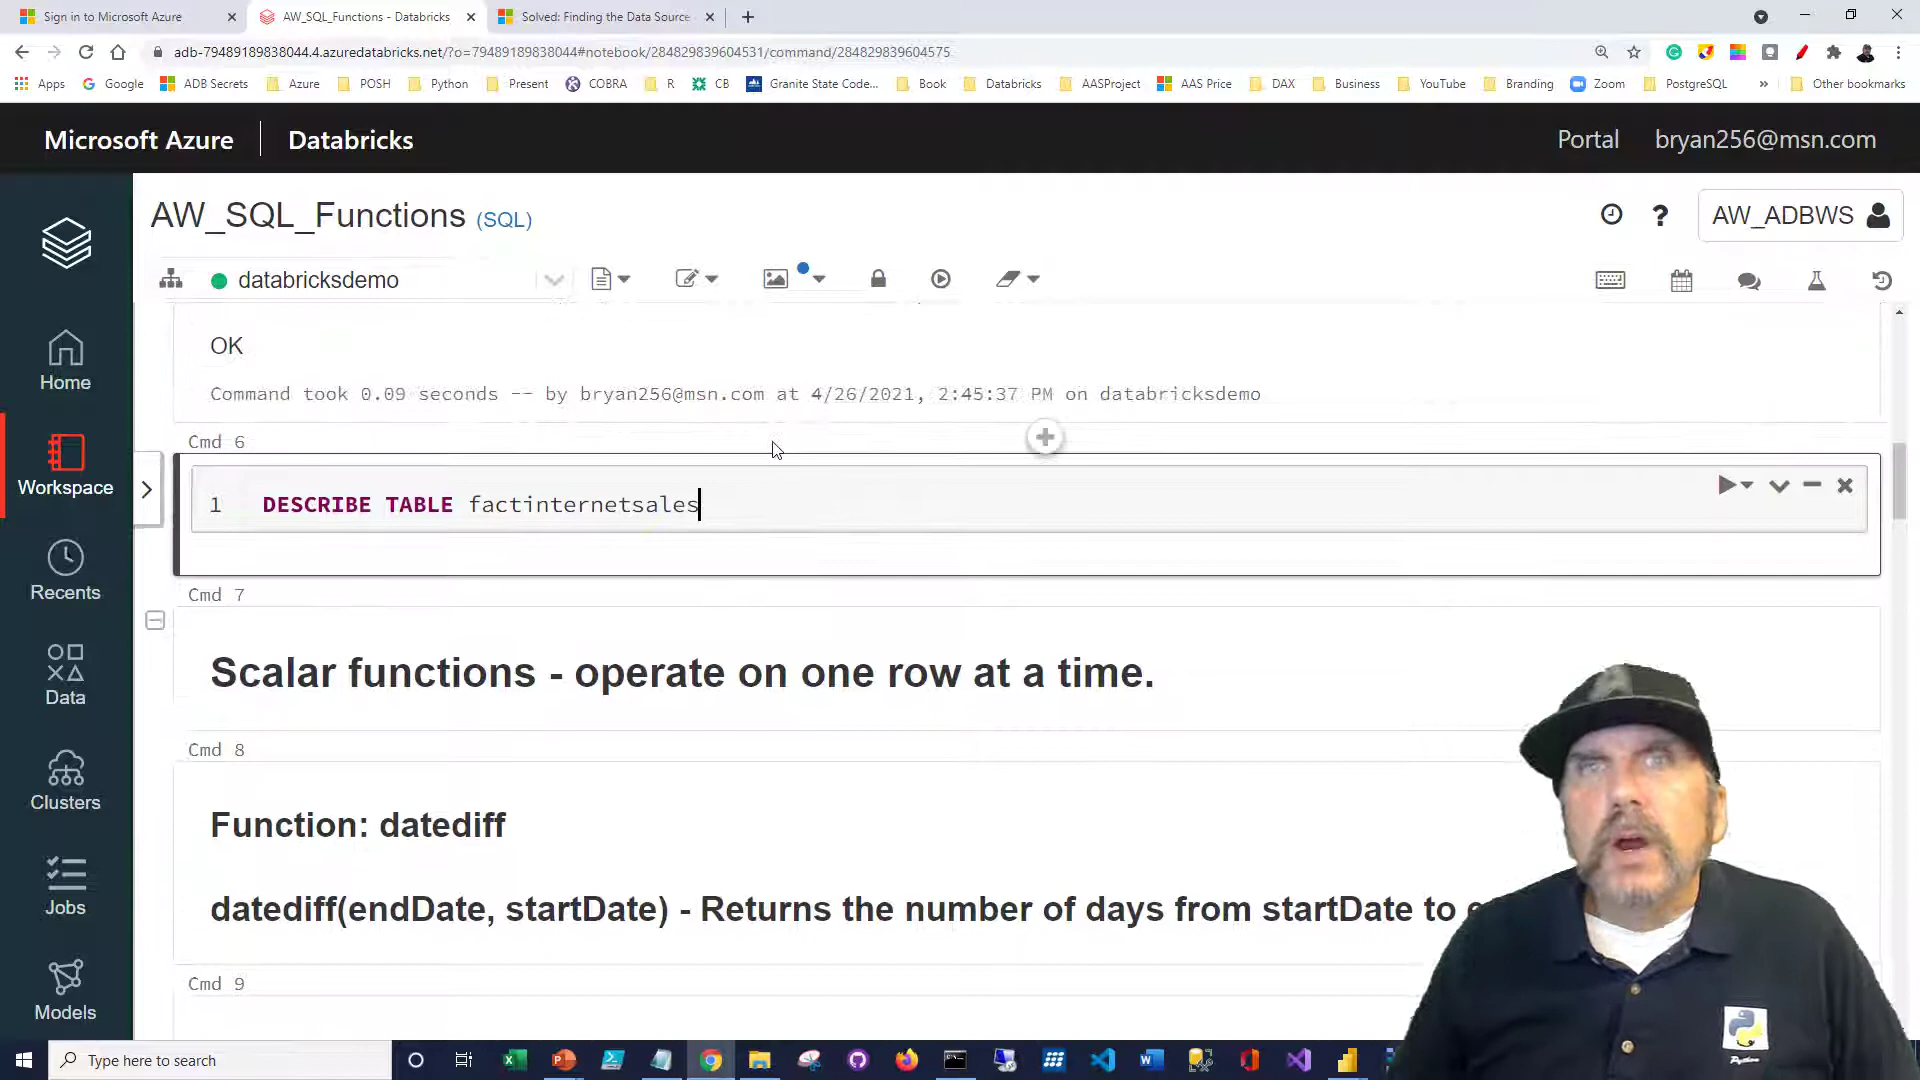 Sign in to Microsoft Azure
AW_SQL_Functions - Databricks
Solved: Finding the Data Source
adb-79489189838044.4.azuredatabricks.net/?o=79489189838044#notebook/284829839604531/command/284829839604575
Apps
Google
ADB Secrets
Azure
POSH
Python
Present
COBRA
R
CB
Granite State Code...
Book
Databricks
AASProject
AAS Price
DAX
Business
YouTube
Branding
Zoom
PostgreSQL
»
Other bookmarks
Microsoft Azure
Databricks
Portal
bryan256@msn.com
AW_SQL_Functions (SQL)
?
AW_ADBWS
databricksdemo
Home
Workspace
Recents
Data
Clusters
Jobs
Models
OK
Command took 0.09 seconds -- by bryan256@msn.com at 4/26/2021, 2:45:37 PM on databricksdemo
Cmd 6
1 DESCRIBE TABLE factinternetsales
Cmd 7
Scalar functions - operate on one row at a time.
Cmd 8
Function: datediff
datediff(endDate, startDate) - Returns the number of days from startDate to
Cmd 9
Python
Type here to search